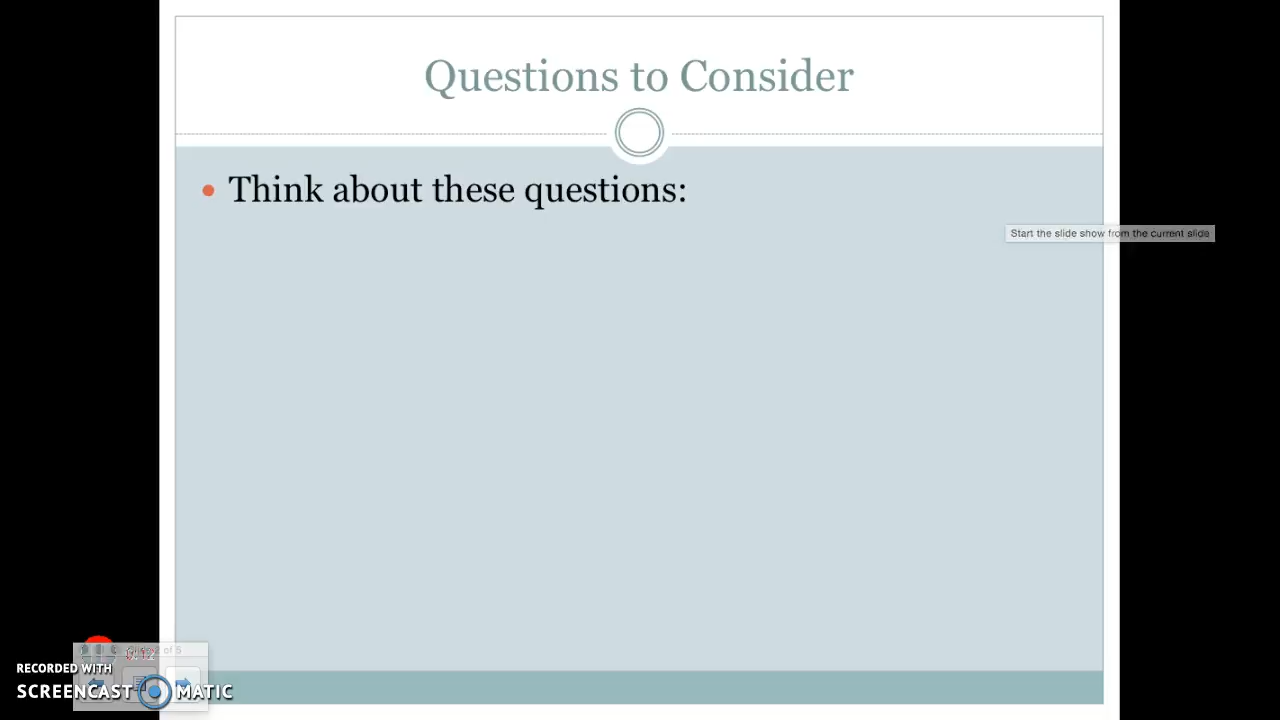 Questions to Consider
Think about these questions:
Start the slide show from the current slide
RECORDED WITH
SCREENCAST MATIC